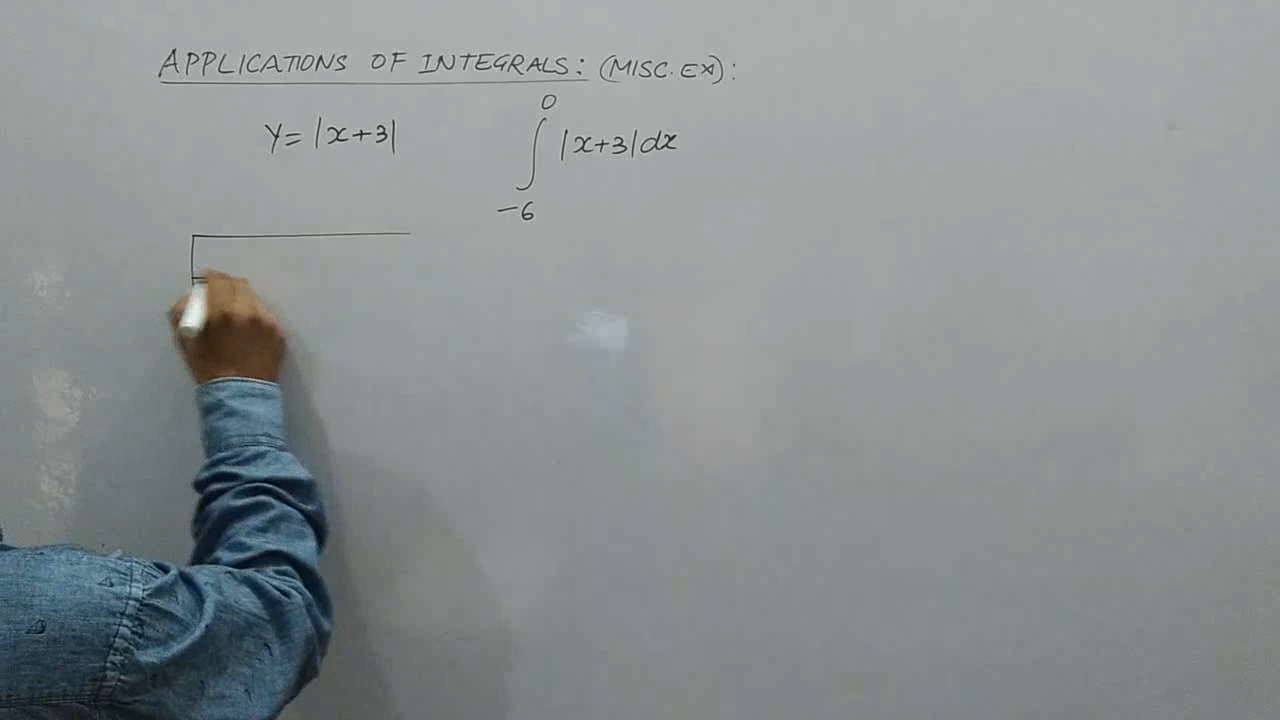 APPLICATIONS OF INTEGRALS: (MISC. EX):
Y = |x+3|
0
∫ |x+3| dx
-6